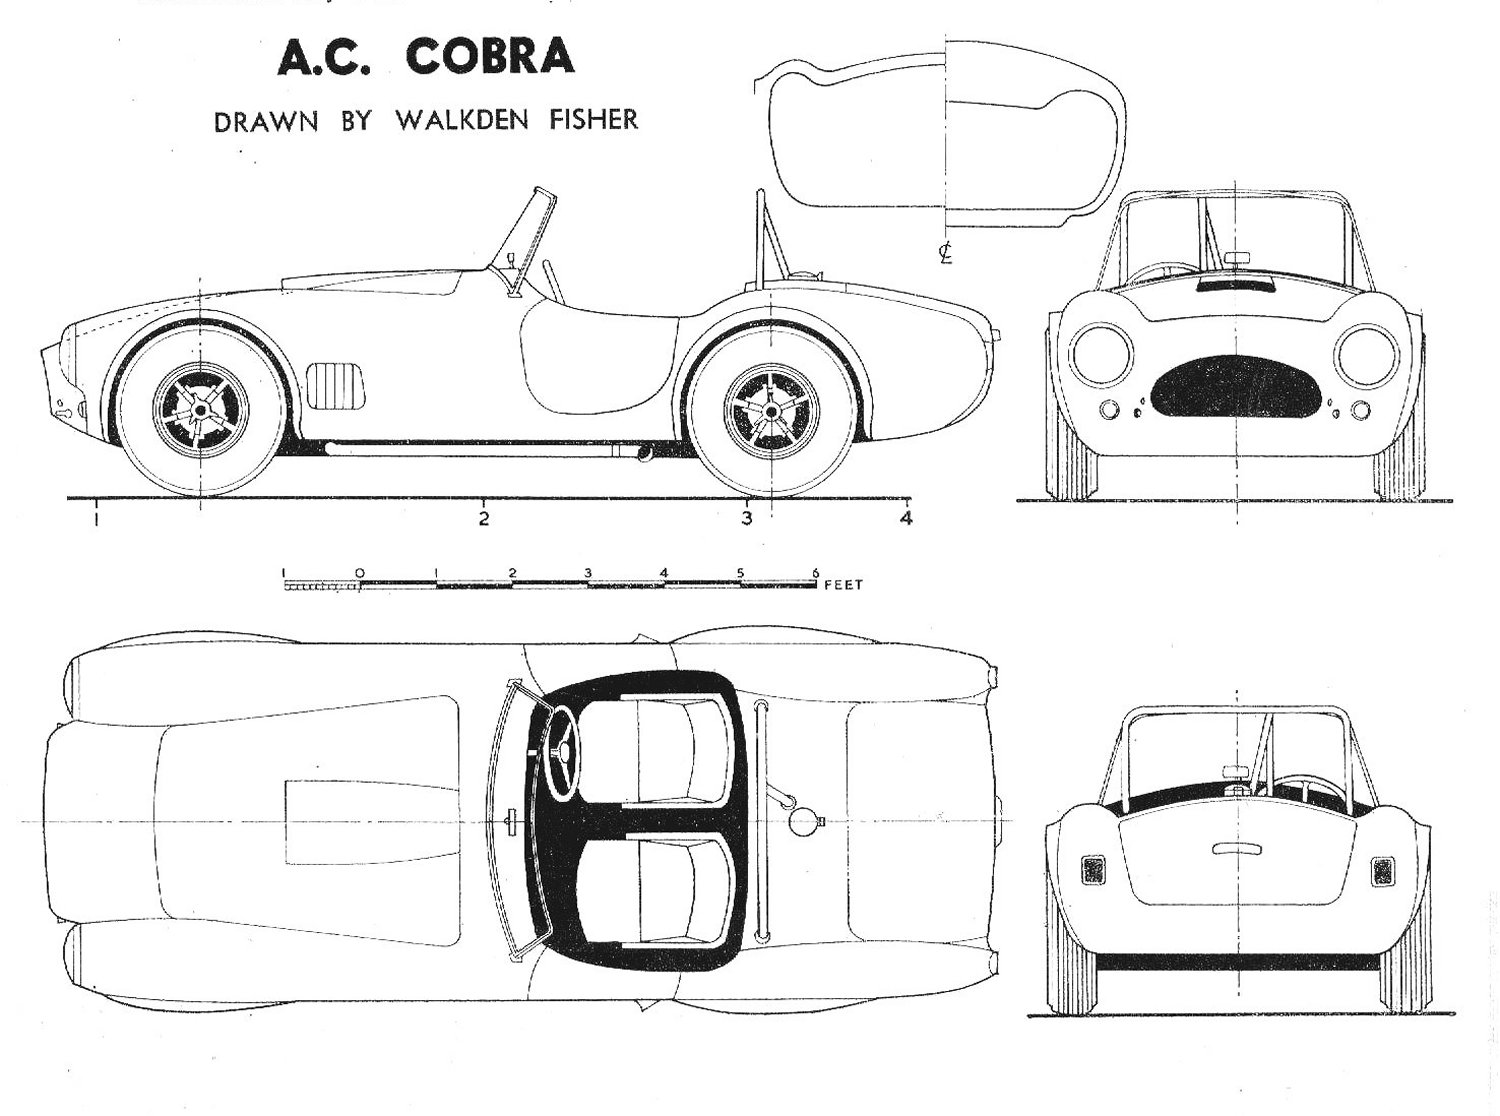 A.C. COBRA
DRAWN BY WALKDEN FISHER
℄
1 2 3 4
1 0 1 2 3 4 5 6 FEET